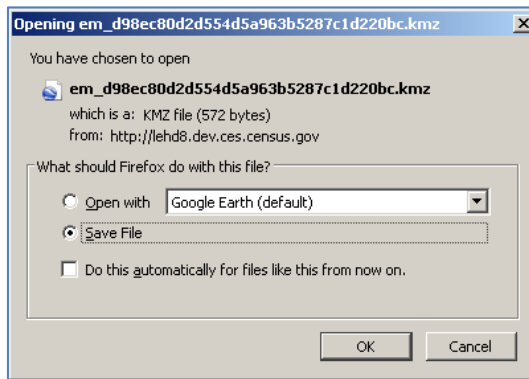 Opening em_d98ec80d2d554d5a963b5287c1d220bc.kmz
You have chosen to open
em_d98ec80d2d554d5a963b5287c1d220bc.kmz
which is a: KMZ file (572 bytes)
from: http://lehd8.dev.ces.census.gov
What should Firefox do with this file?
Open with Google Earth (default)
Save File
Do this automatically for files like this from now on.
OK Cancel